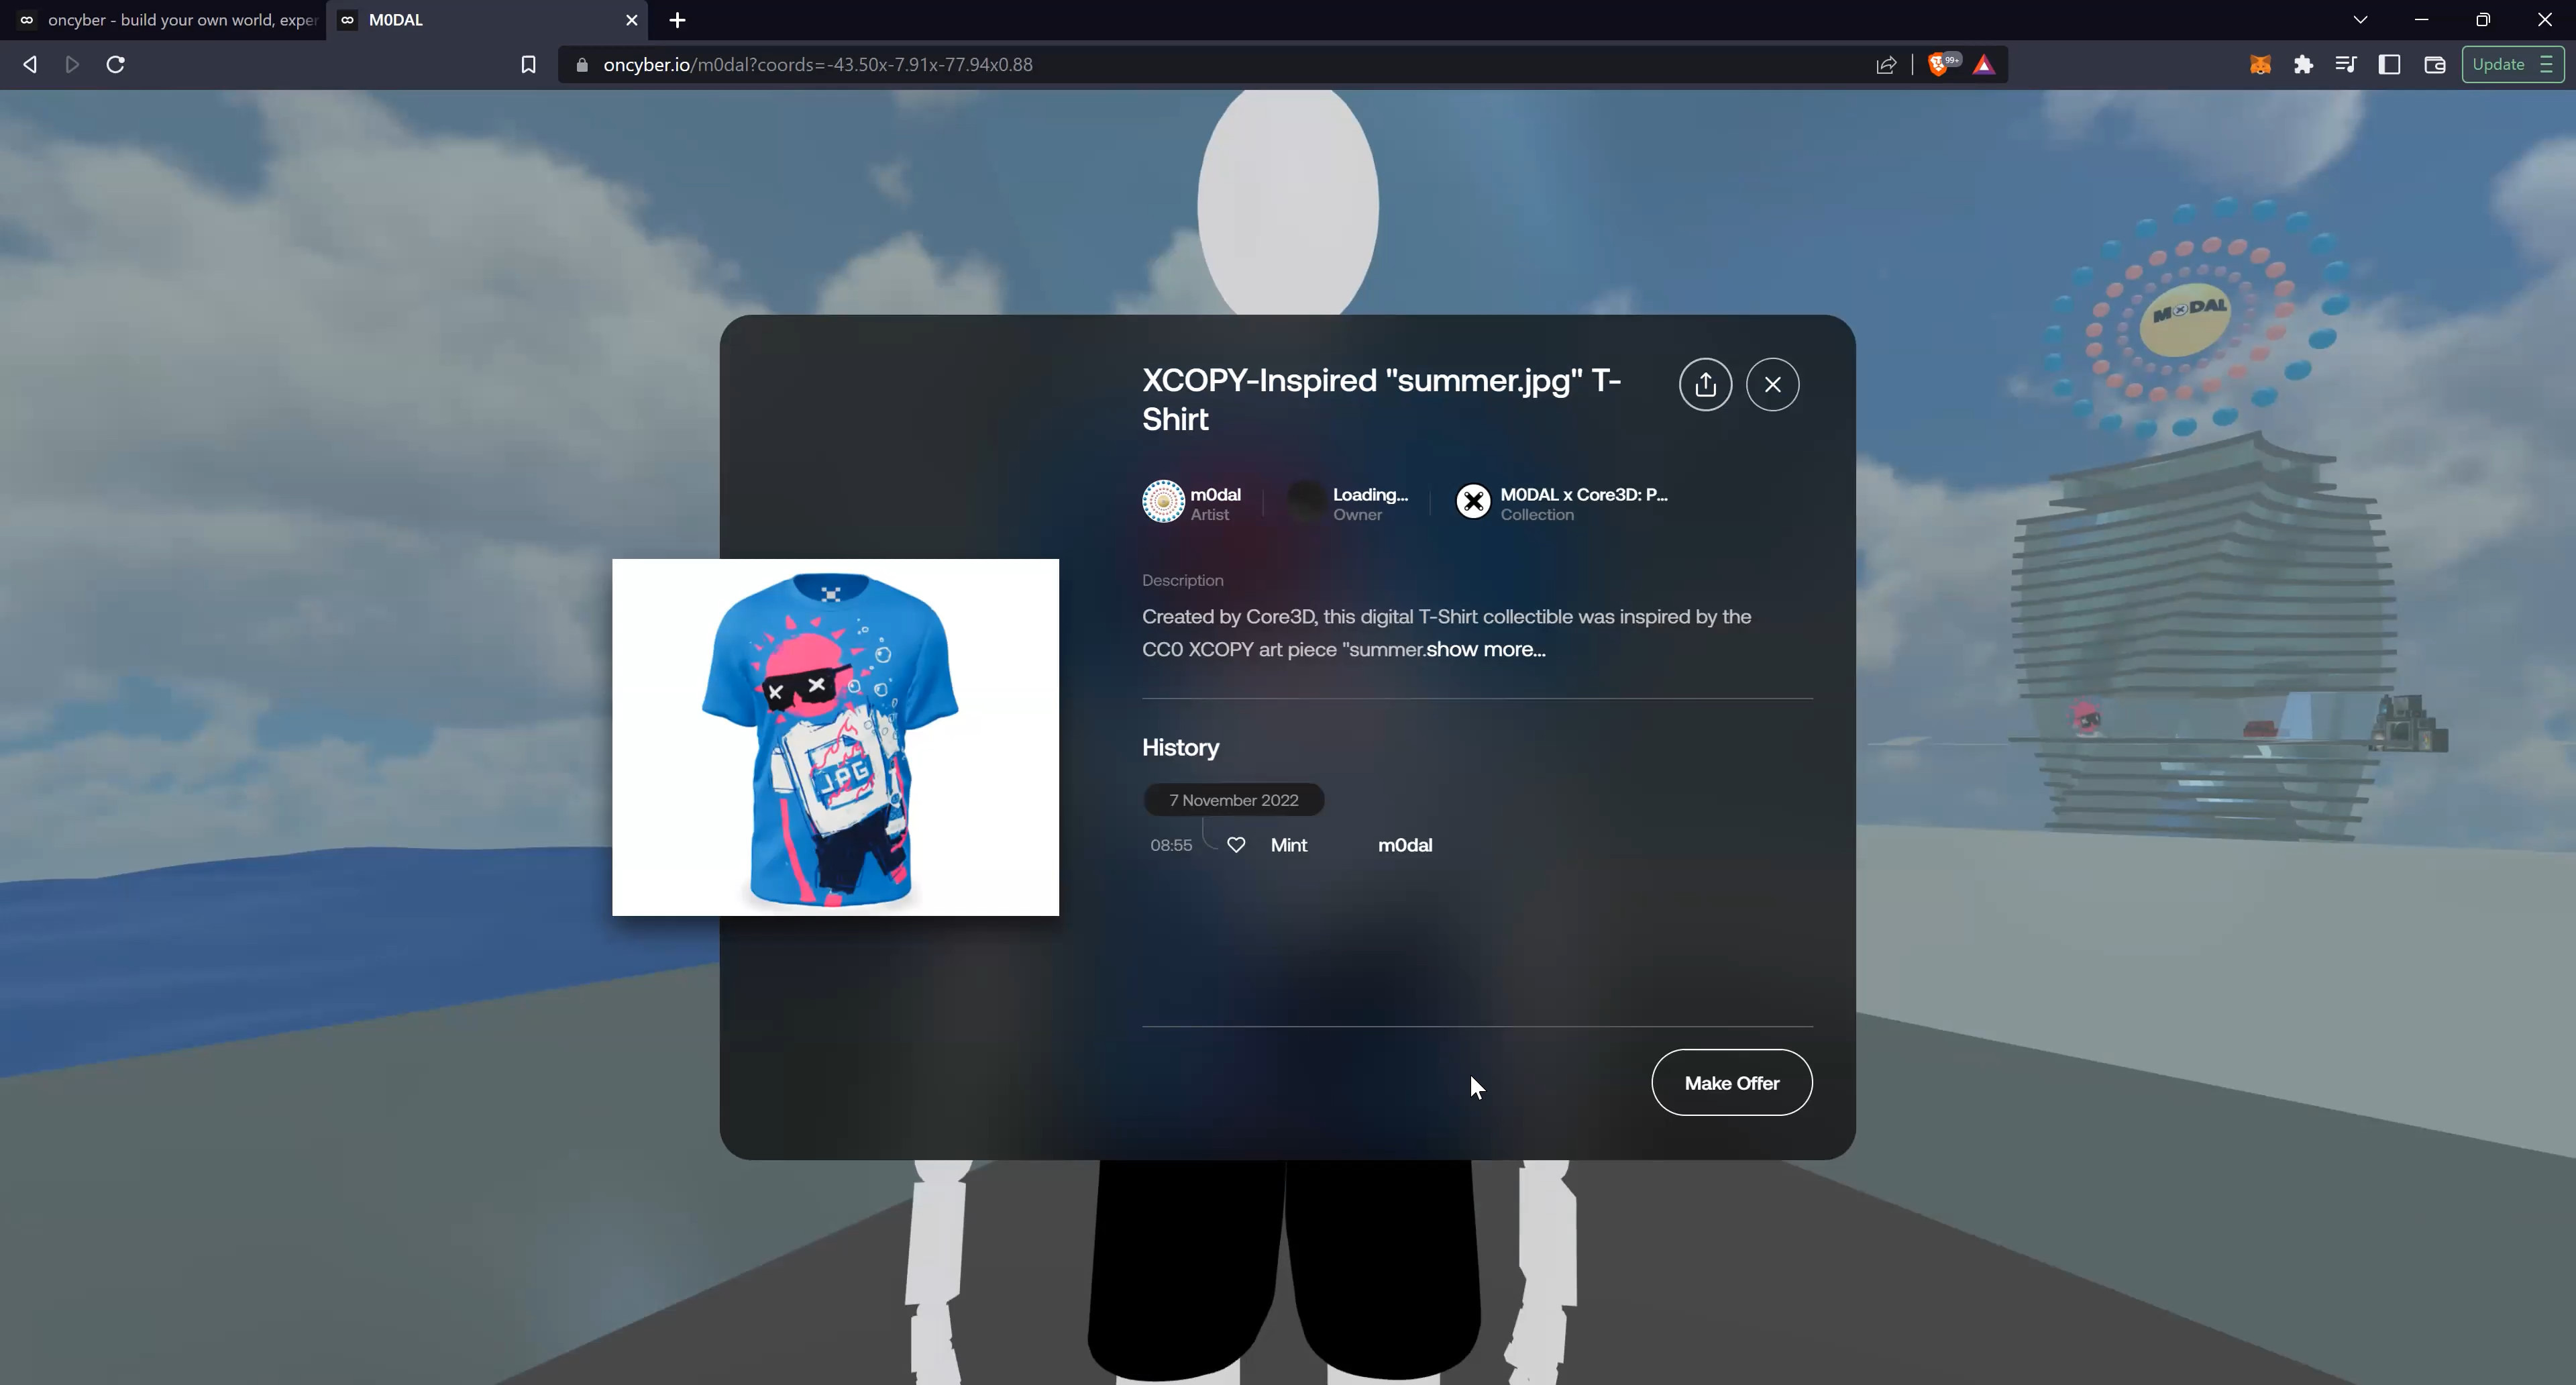 oncyber - build your own world, exper
M0DAL
oncyber.io/m0dal?coords=-43.50x-7.91x-77.94x0.88
99+
Update
M0DAL
XCOPY-Inspired "summer.jpg" T-
Shirt
m0dal
Artist
Loading...
Owner
M0DAL x Core3D: P...
Collection
Description
Created by Core3D, this digital T-Shirt collectible was inspired by the
CC0 XCOPY art piece "summer.show more...
JPG
History
7 November 2022
08:55 Mint m0dal
Make Offer